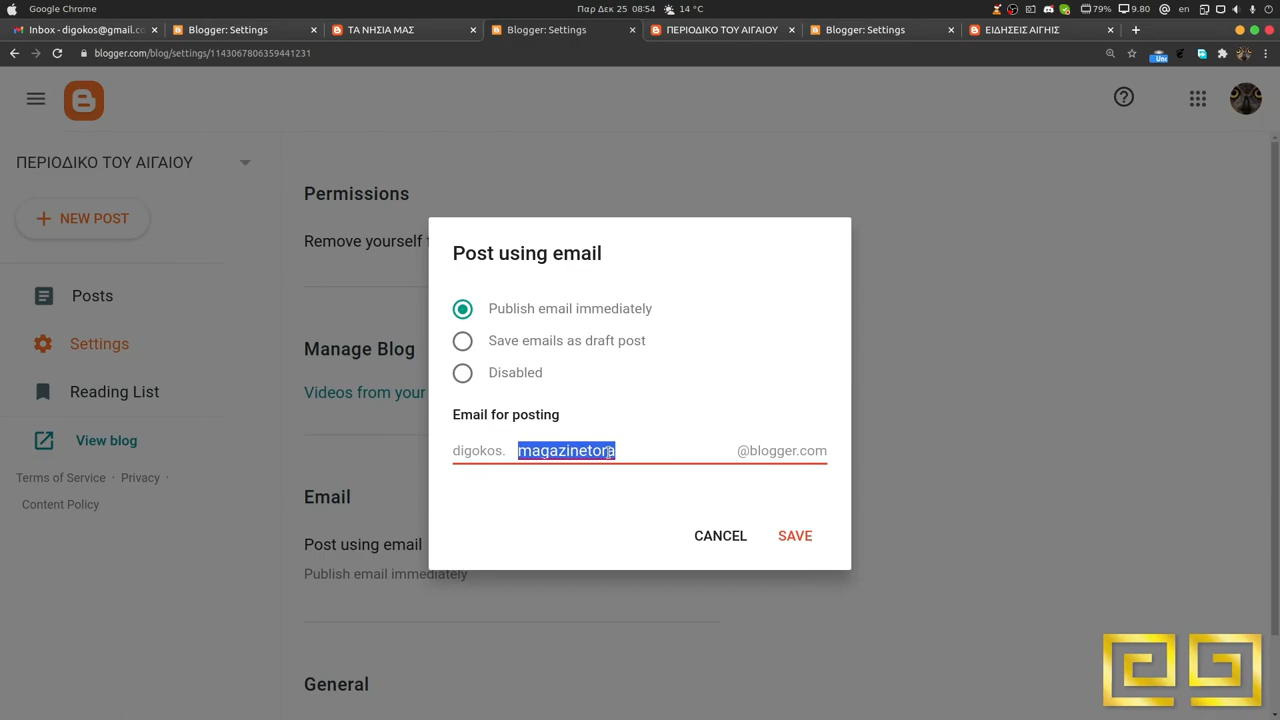 Google Chrome
Παρ Δεκ 25 08:54 14 °C
79% 9.80 en
Inbox - digokos@gmail.co
Blogger: Settings
ΤΑ ΝΗΣΙΑ ΜΑΣ
Blogger: Settings
ΠΕΡΙΟΔΙΚΟ ΤΟΥ ΑΙΓΑΙΟΥ
Blogger: Settings
ΕΙΔΗΣΕΙΣ ΑΙΓΗΣ
blogger.com/blog/settings/1143067806359441231
Unc
ΠΕΡΙΟΔΙΚΟ ΤΟΥ ΑΙΓΑΙΟΥ
NEW POST
Posts
Settings
Reading List
View blog
Terms of Service · Privacy ·
Content Policy
Permissions
Remove yourself f
Manage Blog
Videos from your
Email
Post using email
Publish email immediately
General
Post using email
Publish email immediately
Save emails as draft post
Disabled
Email for posting
digokos. magazinetora @blogger.com
CANCEL SAVE